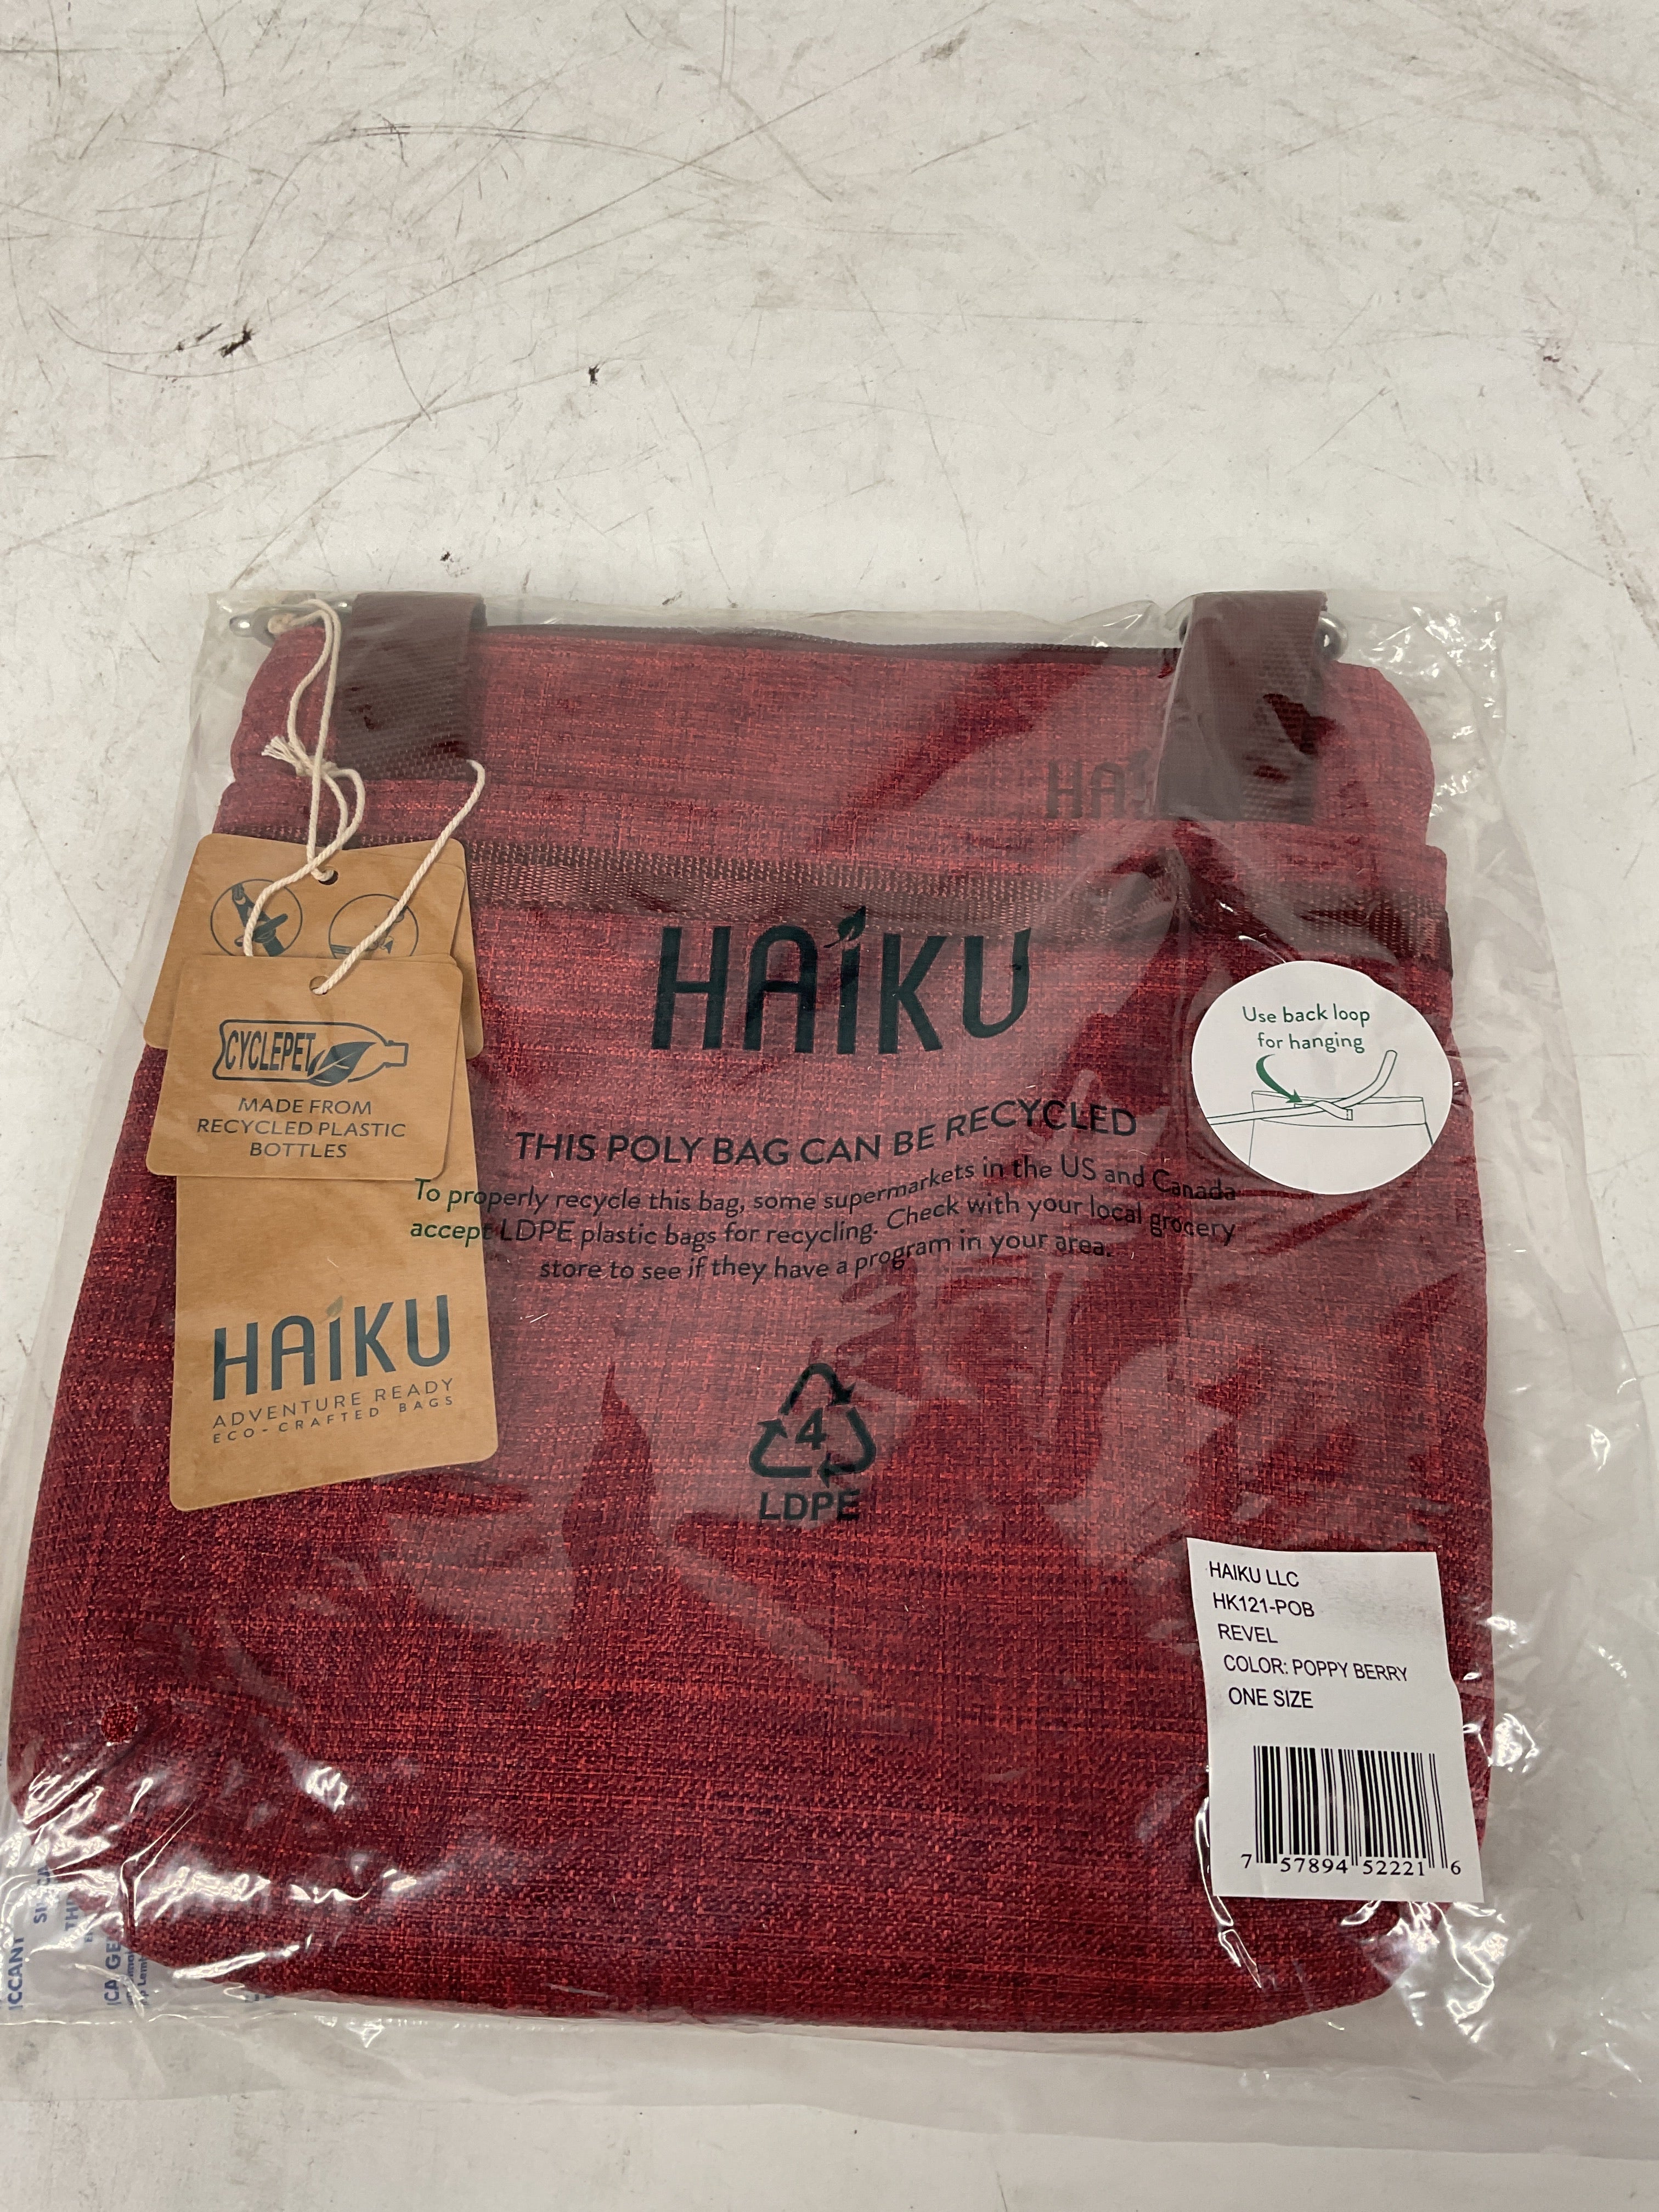 HAIKU
Use back loop
for hanging
CYCLEPET
MADE FROM
RECYCLED PLASTIC
BOTTLES
THIS POLY BAG CAN BE RECYCLED
To properly recycle this bag, some supermarkets in the US and Canada
accept LDPE plastic bags for recycling. Check with your local grocery
store to see if they have a program in your area.
HAIKU
ADVENTURE READY
ECO-CRAFTED BAGS
4
LDPE
HAIKU LLC
HK121-POB
REVEL
COLOR: POPPY BERRY
ONE SIZE
7 57894 52221 6